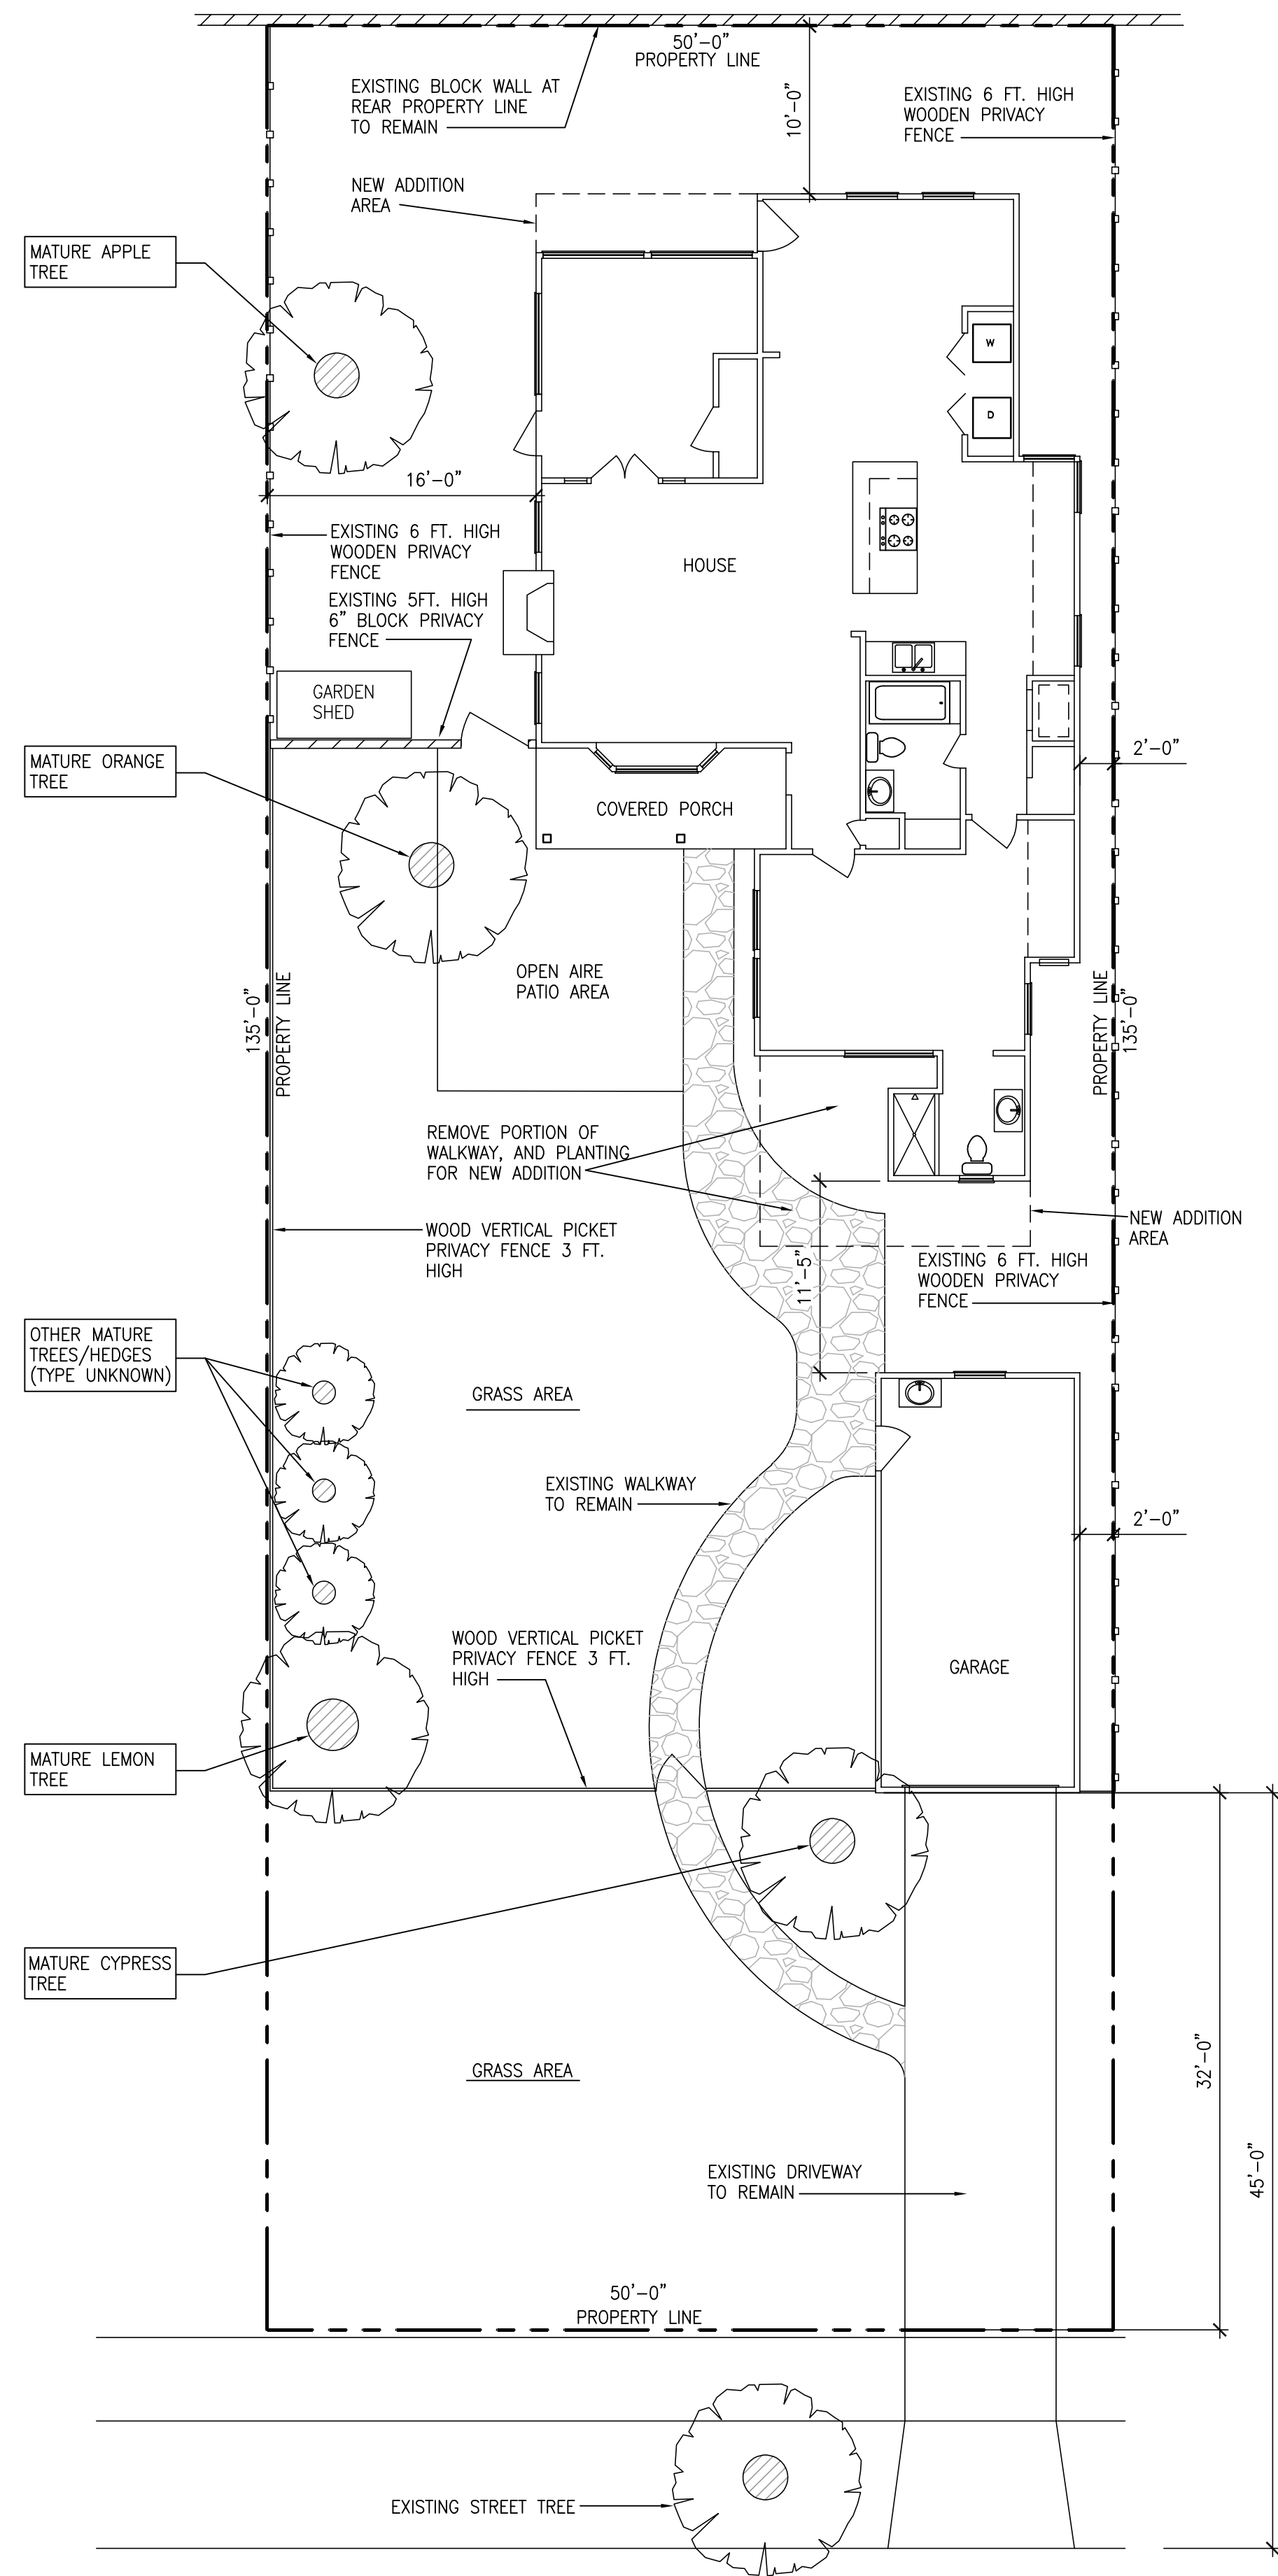 50'-0"
PROPERTY LINE
10'-0"
EXISTING BLOCK WALL AT
REAR PROPERTY LINE
TO REMAIN
EXISTING 6 FT. HIGH
WOODEN PRIVACY
FENCE
NEW ADDITION
AREA
MATURE APPLE
TREE
W
D
16'-0"
EXISTING 6 FT. HIGH
WOODEN PRIVACY
FENCE
HOUSE
EXISTING 5FT. HIGH
6" BLOCK PRIVACY
FENCE
GARDEN
SHED
MATURE ORANGE
TREE
2'-0"
COVERED PORCH
OPEN AIRE
PATIO AREA
135'-0"
PROPERTY LINE
PROPERTY LINE
135'-0"
REMOVE PORTION OF
WALKWAY, AND PLANTING
FOR NEW ADDITION
WOOD VERTICAL PICKET
PRIVACY FENCE 3 FT.
HIGH
NEW ADDITION
AREA
11'-5"
EXISTING 6 FT. HIGH
WOODEN PRIVACY
FENCE
OTHER MATURE
TREES/HEDGES
(TYPE UNKNOWN)
GRASS AREA
EXISTING WALKWAY
TO REMAIN
2'-0"
WOOD VERTICAL PICKET
PRIVACY FENCE 3 FT.
HIGH
GARAGE
MATURE LEMON
TREE
MATURE CYPRESS
TREE
GRASS AREA
32'-0"
45'-0"
EXISTING DRIVEWAY
TO REMAIN
50'-0"
PROPERTY LINE
EXISTING STREET TREE